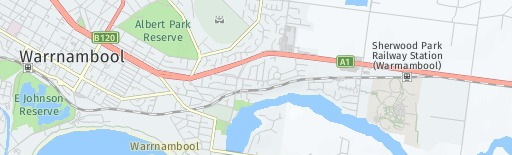 Albert Park
Reserve
B120
Warrnambool
A1
Sherwood Park
Railway Station
(Warrnambool)
E Johnson
Reserve
Warrnambool